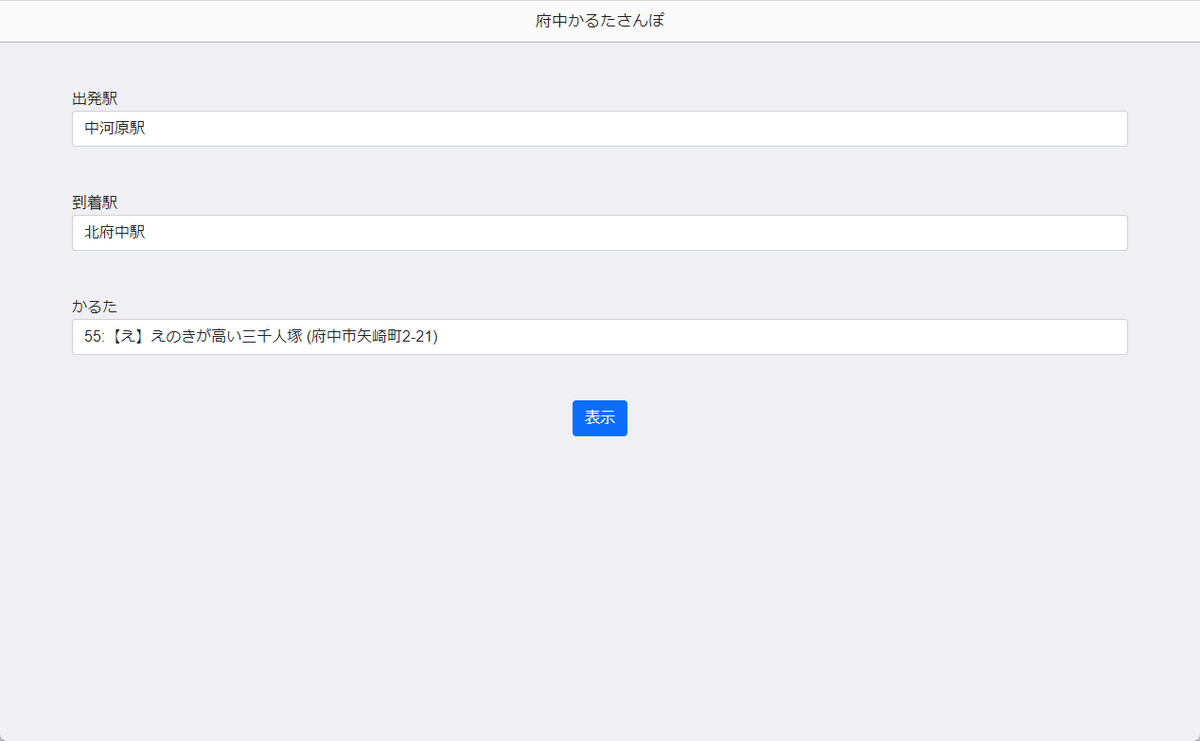 府中かるたさんぽ
出発駅
中河原駅
到着駅
北府中駅
かるた
55:【え】えのきが高い三千人塚 (府中市矢崎町2-21)
表示